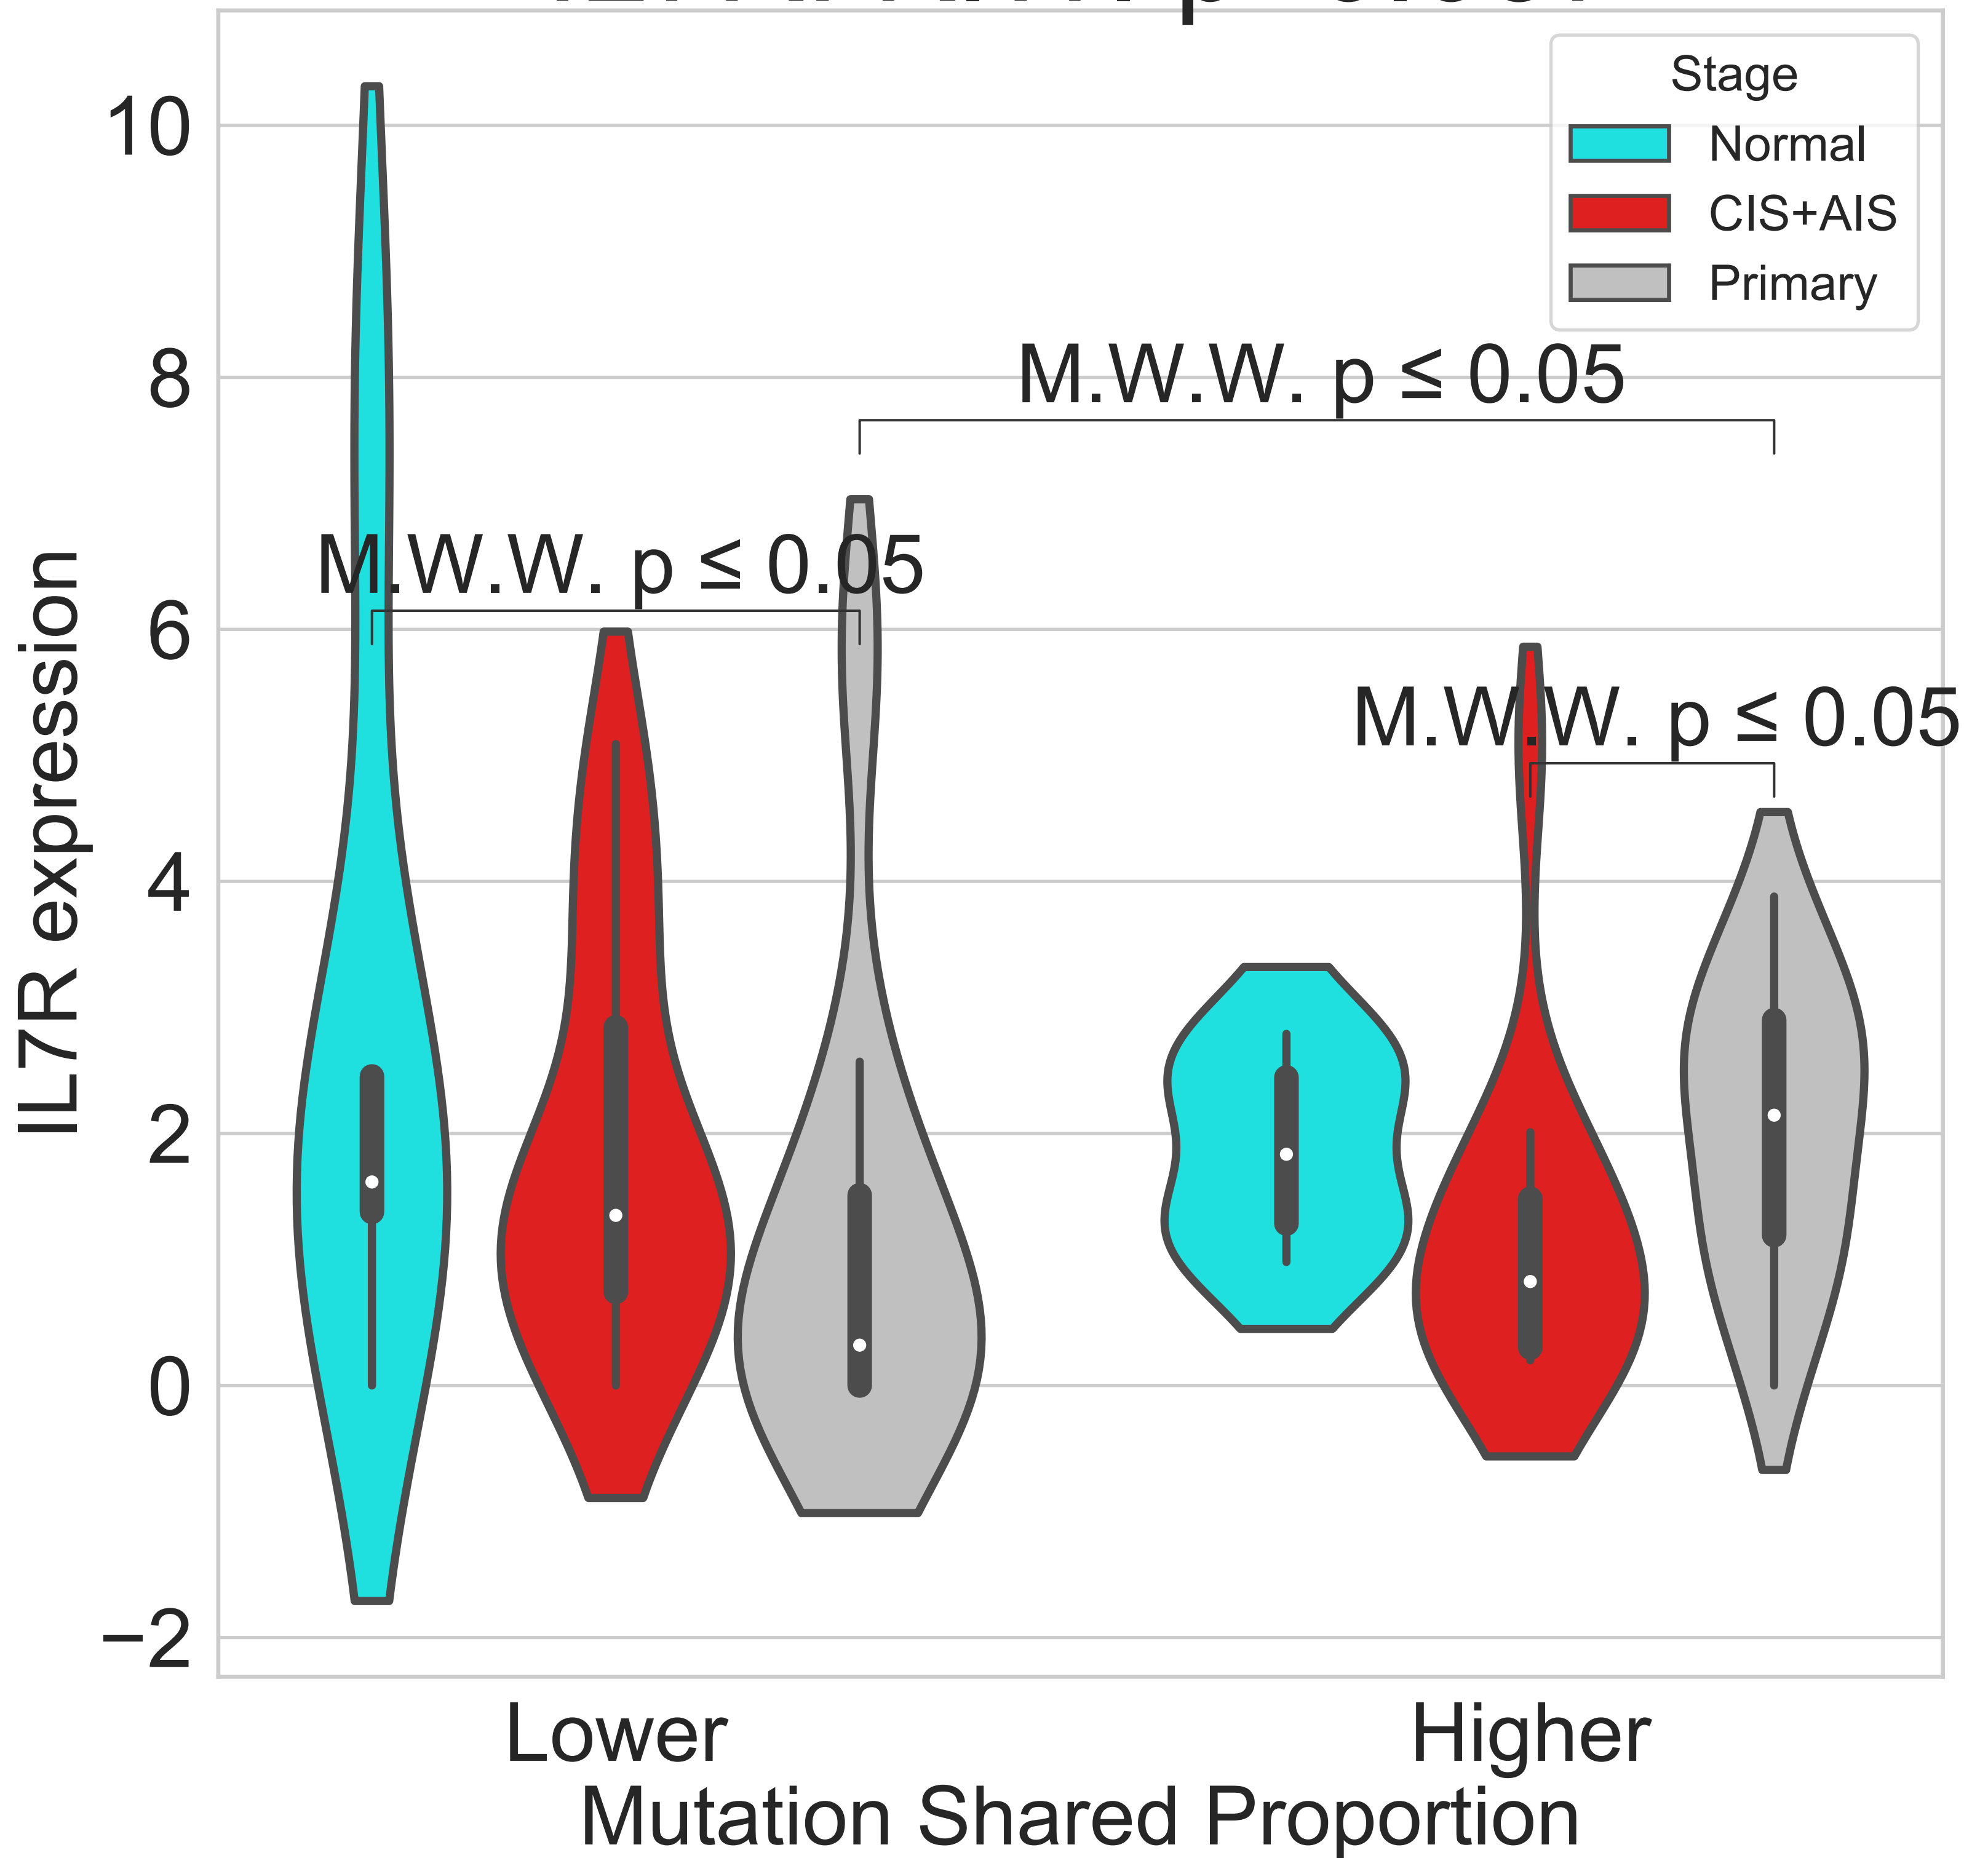 10
8
6
4
2
0
−2
IL7R expression
Stage
Normal
CIS+AIS
Primary
M.W.W. p ≤ 0.05
M.W.W. p ≤ 0.05
M.W.W. p ≤ 0.05
Lower
Higher
Mutation Shared Proportion